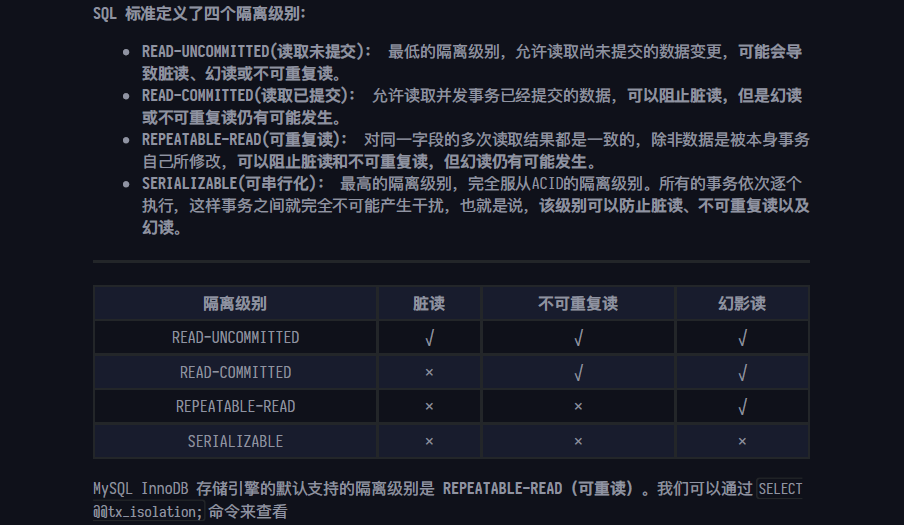 SQL 标准定义了四个隔离级别：
• READ-UNCOMMITTED(读取未提交)： 最低的隔离级别，允许读取尚未提交的数据变更，可能会导
致脏读、幻读或不可重复读。
• READ-COMMITTED(读取已提交)： 允许读取并发事务已经提交的数据，可以阻止脏读，但是幻读
或不可重复读仍有可能发生。
• REPEATABLE-READ(可重复读)： 对同一字段的多次读取结果都是一致的，除非数据是被本身事务
自己所修改，可以阻止脏读和不可重复读，但幻读仍有可能发生。
• SERIALIZABLE(可串行化)： 最高的隔离级别，完全服从ACID的隔离级别。所有的事务依次逐个
执行，这样事务之间就完全不可能产生干扰，也就是说，该级别可以防止脏读、不可重复读以及
幻读。
隔离级别 脏读 不可重复读 幻影读
READ-UNCOMMITTED √ √ √
READ-COMMITTED × √ √
REPEATABLE-READ × × √
SERIALIZABLE × × ×
MySQL InnoDB 存储引擎的默认支持的隔离级别是 REPEATABLE-READ（可重读）。我们可以通过 SELECT
@@tx_isolation; 命令来查看